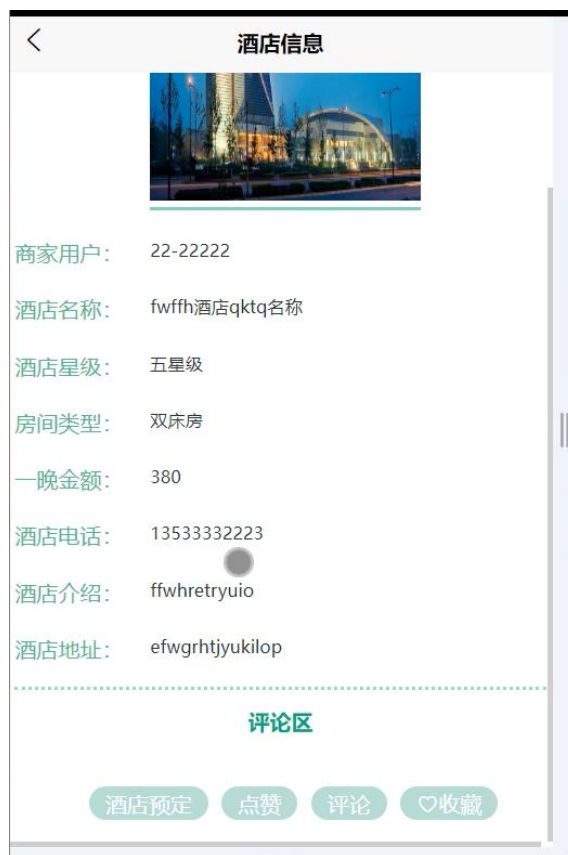 酒店信息
商家用户： 22-22222
酒店名称： fwffh酒店qktq名称
酒店星级： 五星级
房间类型： 双床房
一晚金额： 380
酒店电话： 13533332223
酒店介绍： ffwhretryuio
酒店地址： efwgrhtjyukilop
评论区
酒店预定 点赞 评论 ♡收藏